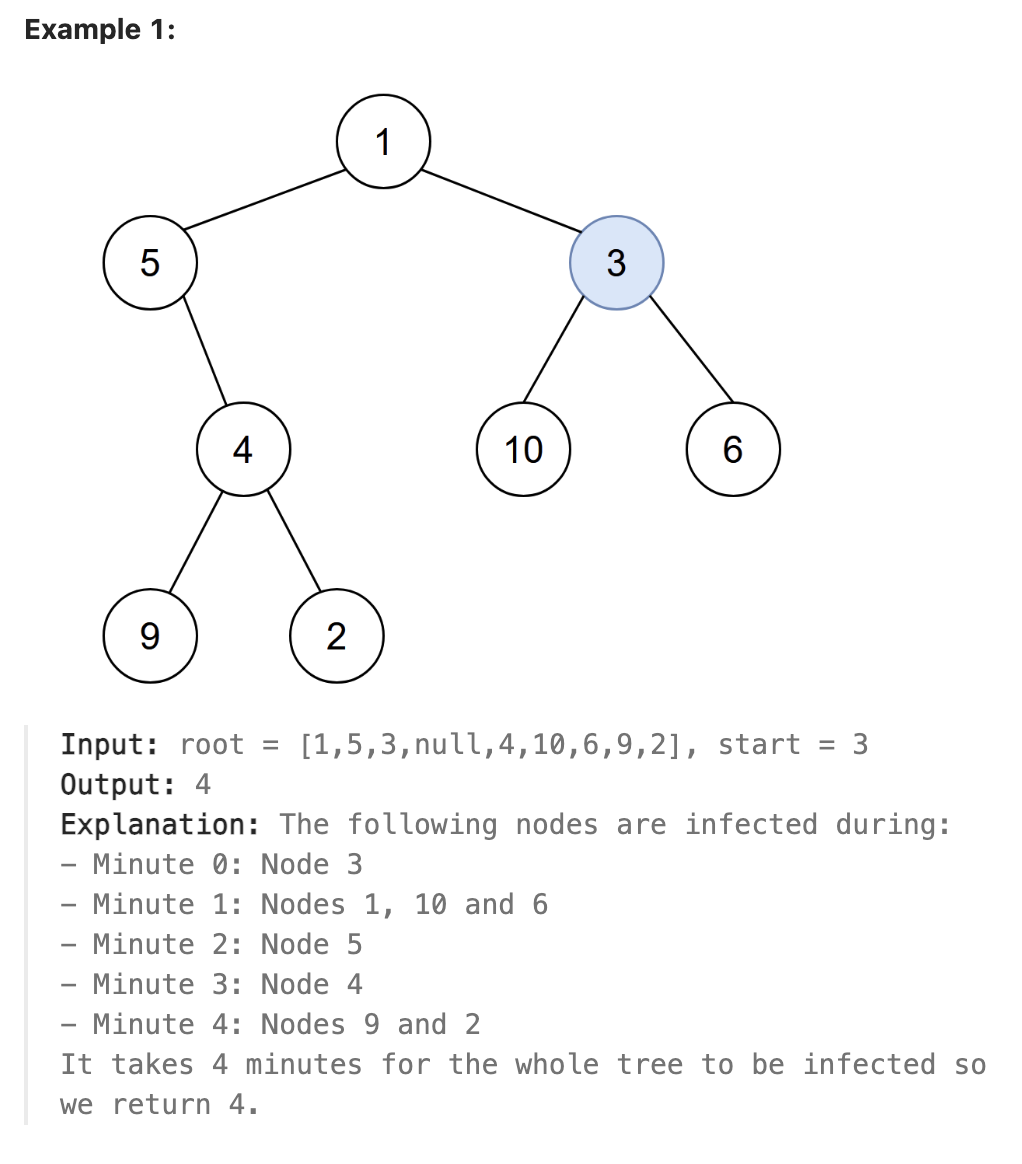 Example 1:
1
5
3
4
10
6
9
2
Input: root = [1,5,3,null,4,10,6,9,2], start = 3
Output: 4
Explanation: The following nodes are infected during:
- Minute 0: Node 3
- Minute 1: Nodes 1, 10 and 6
- Minute 2: Node 5
- Minute 3: Node 4
- Minute 4: Nodes 9 and 2
It takes 4 minutes for the whole tree to be infected so
we return 4.